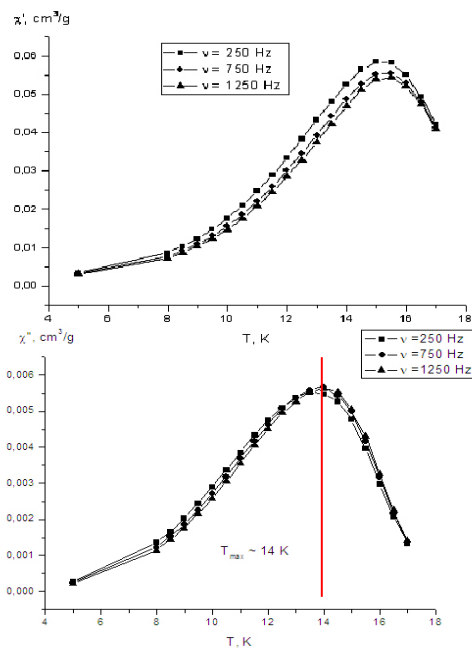 χ', cm³/g
ν = 250 Hz
ν = 750 Hz
ν = 1250 Hz
0,06
0,05
0,04
0,03
0,02
0,01
0,00
4 6 8 10 12 14 16 18
T, K
χ", cm³/g
ν =250 Hz
ν =750 Hz
ν =1250 Hz
0,006
0,005
0,004
0,003
0,002
0,001
0,000
T_max ~ 14 K
4 6 8 10 12 14 16 18
T, K